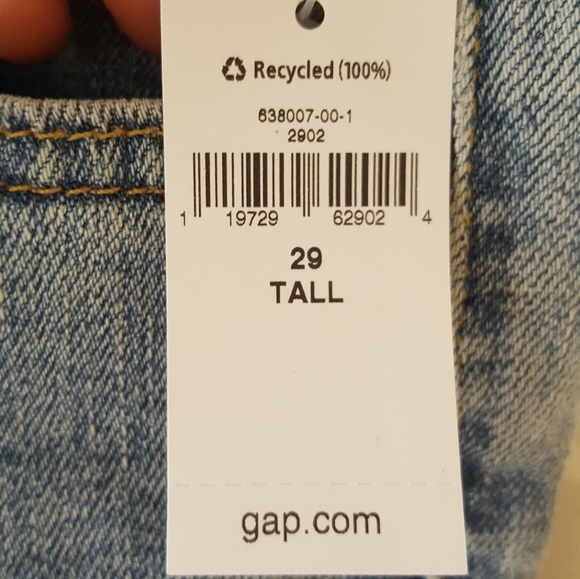 Recycled (100%)
638007-00-1
2902
1 19729 62902 4
29
TALL
gap.com